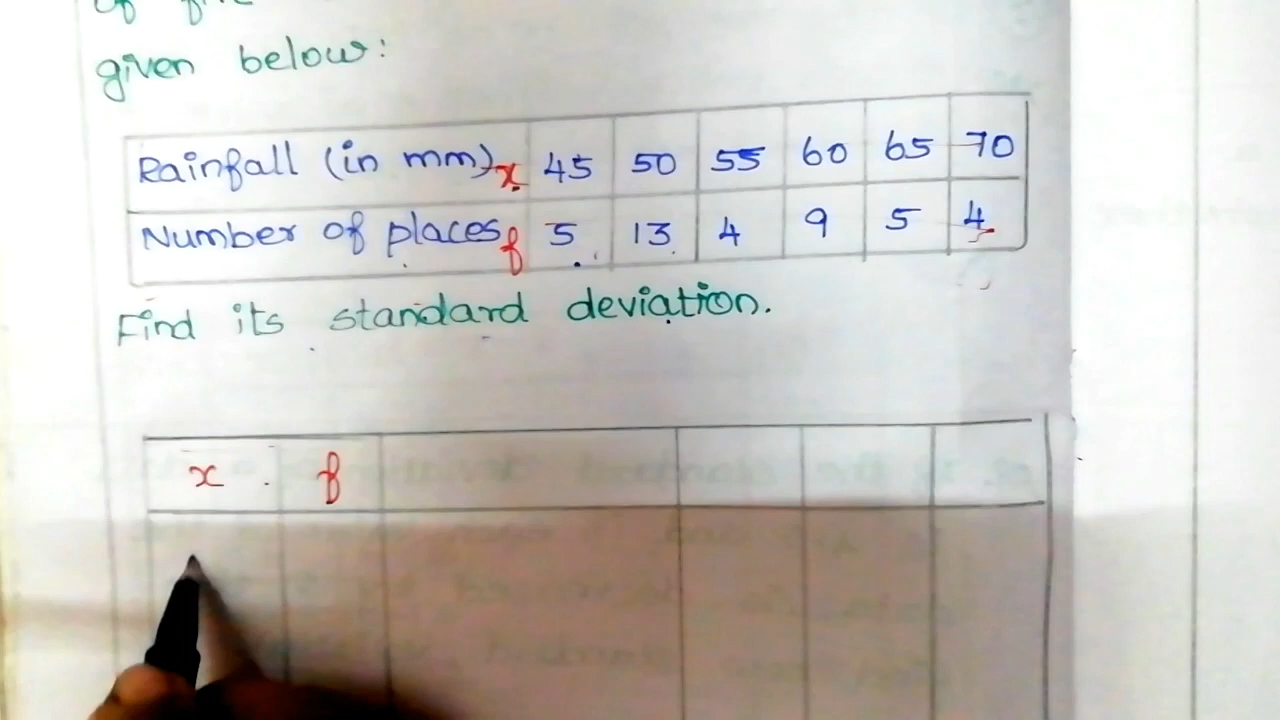 given below:
Rainfall (in mm) x 45 50 55 60 65 70
Number of places f 5 13 4 9 5 4
Find its standard deviation.
x f